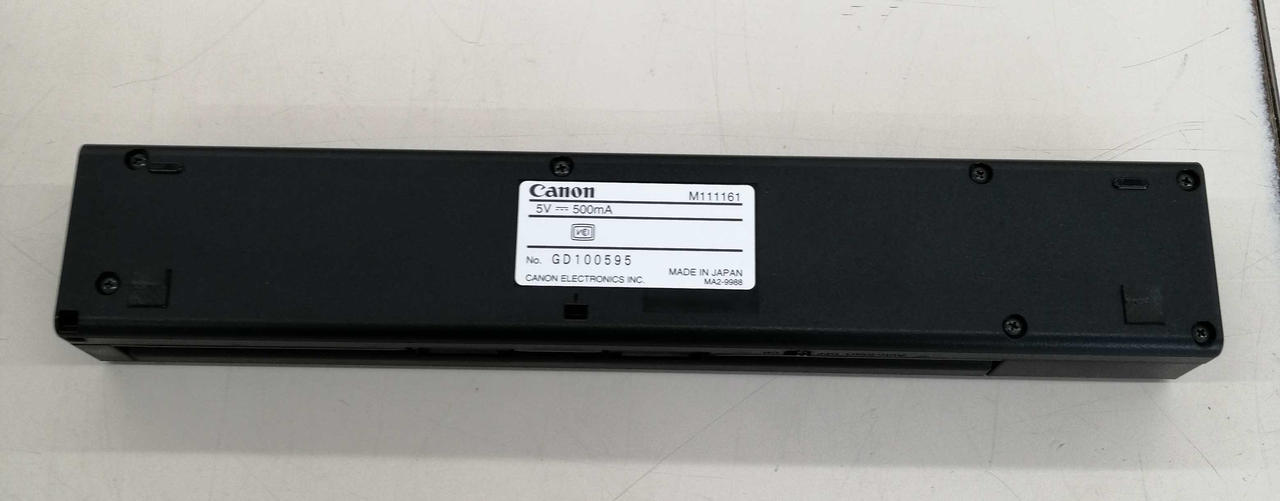 Canon M111161
5V ⎓ 500mA
VCI
No. GD100595
CANON ELECTRONICS INC. MADE IN JAPAN
MA2-9988